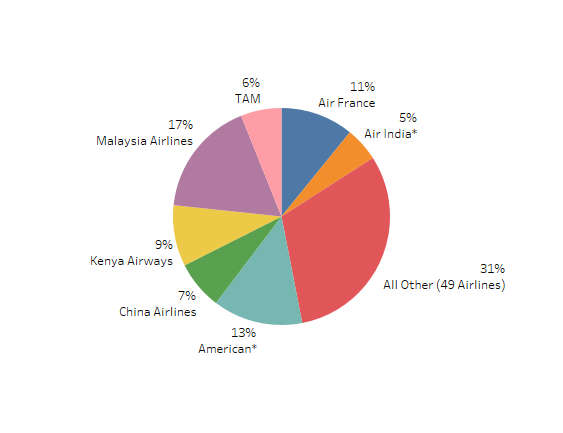 6%
TAM
11%
Air France
5%
Air India*
17%
Malaysia Airlines
9%
Kenya Airways
31%
All Other (49 Airlines)
7%
China Airlines
13%
American*